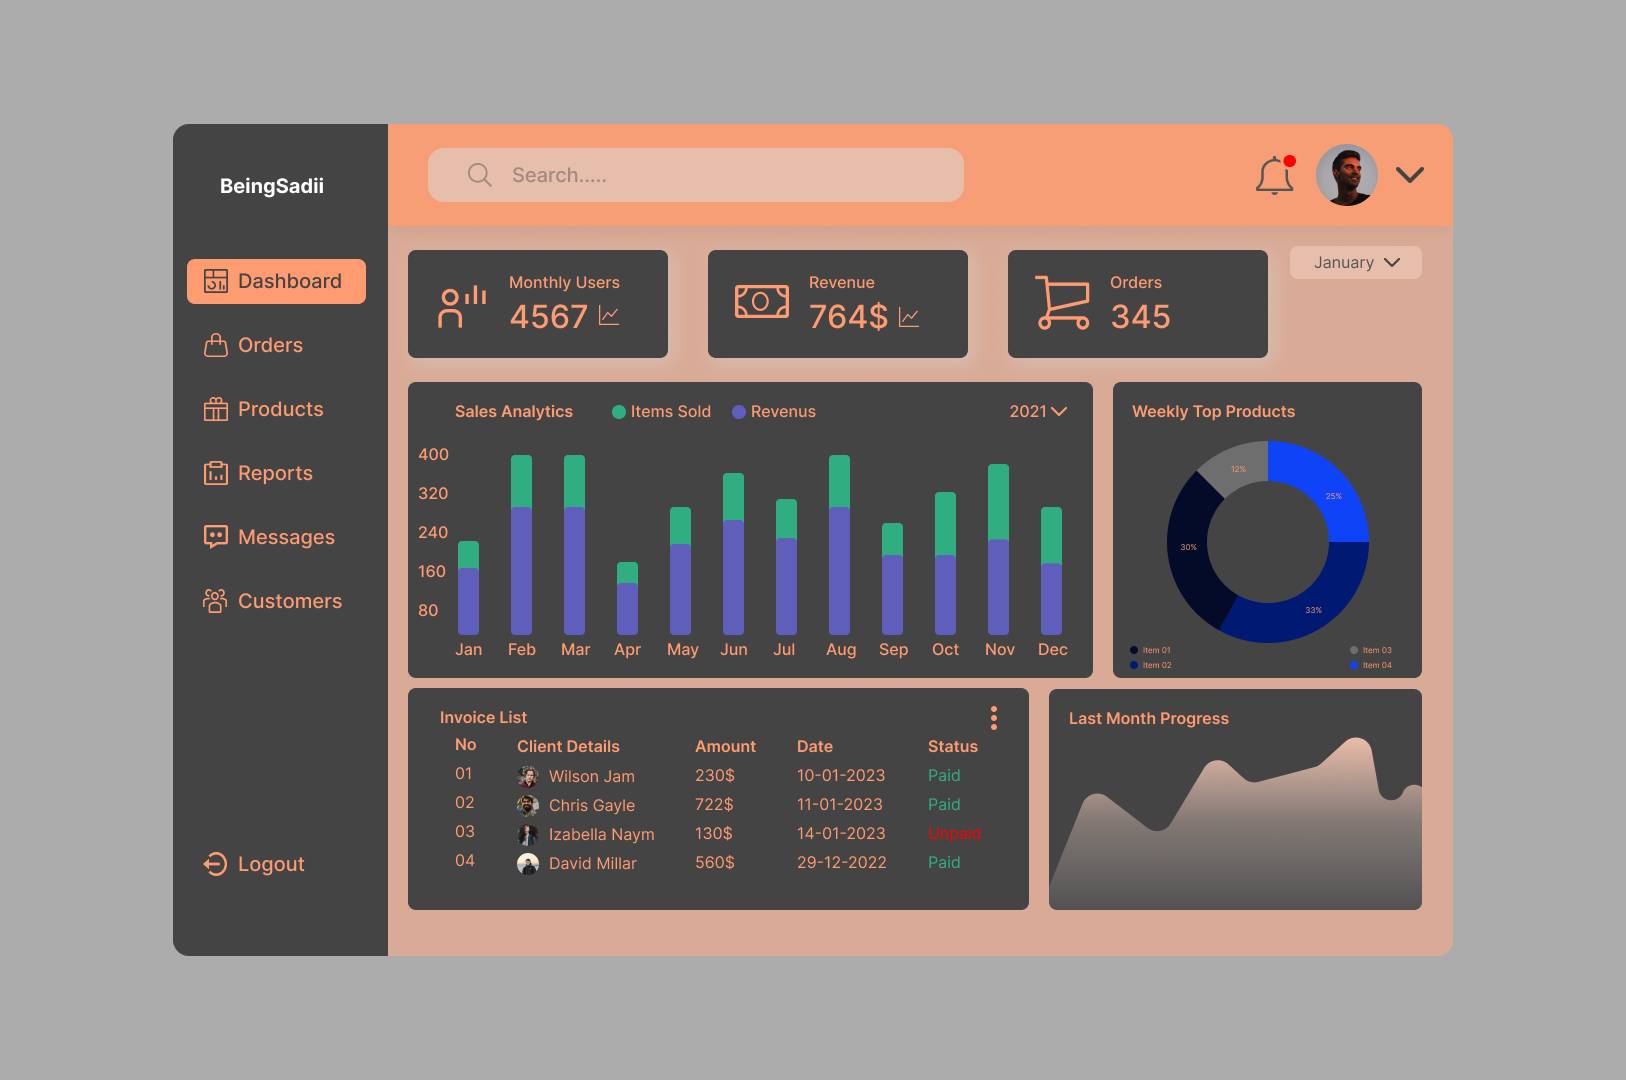 BeingSadii
Search.....
Dashboard
Orders
Products
Reports
Messages
Customers
Logout
Monthly Users
4567
Revenue
764$
Orders
345
January
Sales Analytics
Items Sold
Revenus
2021
400
320
240
160
80
Jan Feb Mar Apr May Jun Jul Aug Sep Oct Nov Dec
Weekly Top Products
12%
25%
30%
33%
Item 01
Item 02
Item 03
Item 04
Invoice List
No Client Details Amount Date Status
01 Wilson Jam 230$ 10-01-2023 Paid
02 Chris Gayle 722$ 11-01-2023 Paid
03 Izabella Naym 130$ 14-01-2023 Unpaid
04 David Millar 560$ 29-12-2022 Paid
Last Month Progress